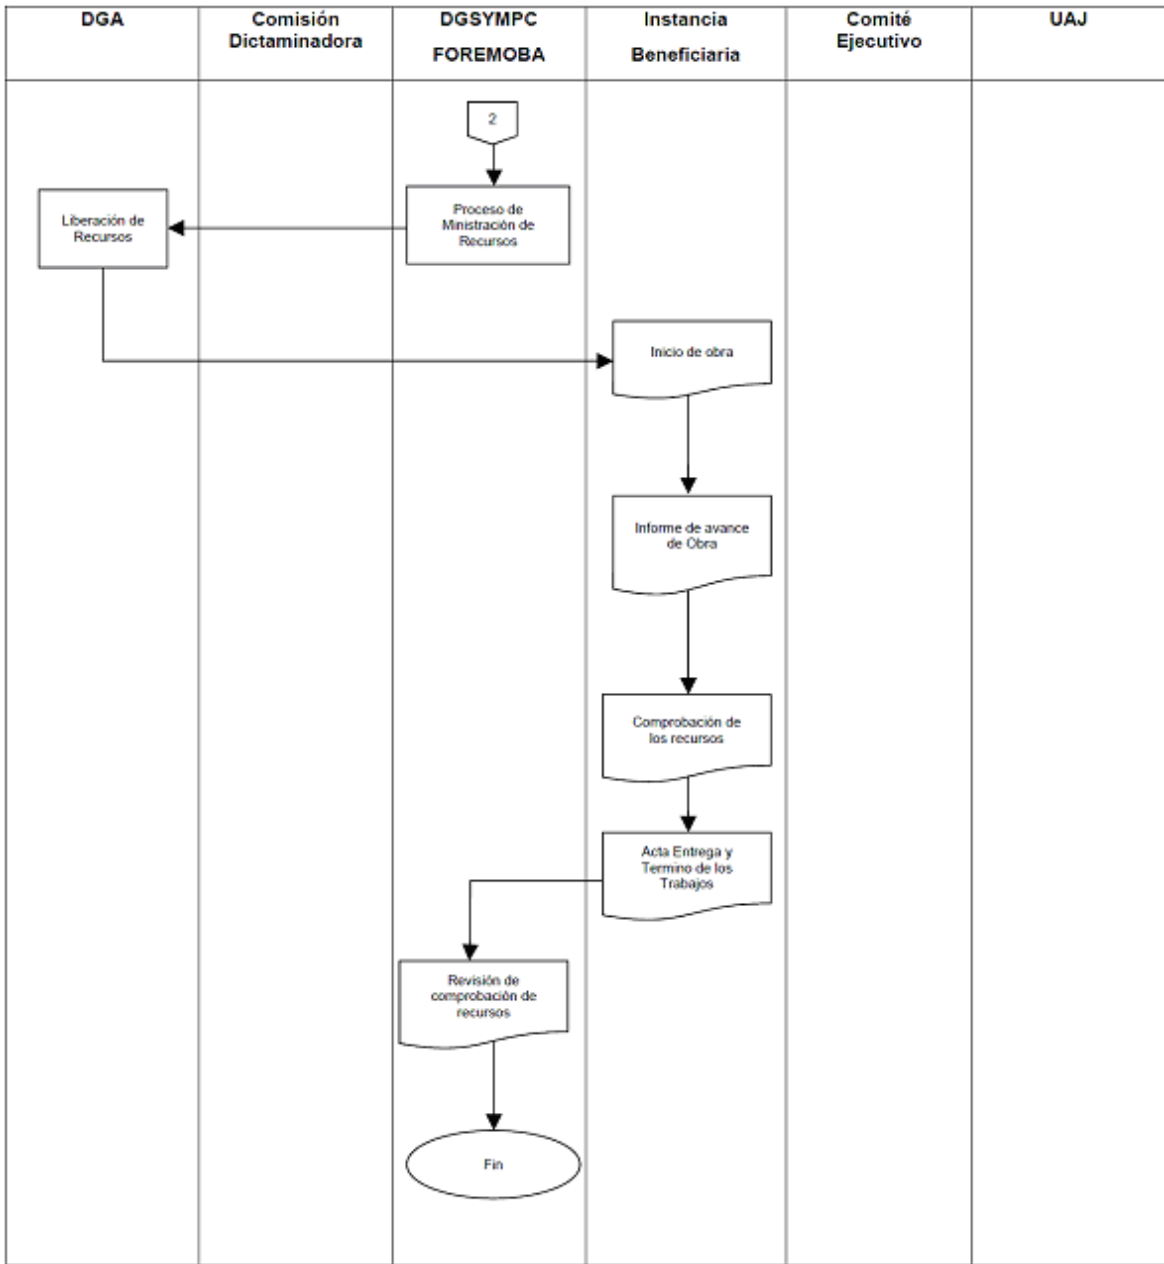 DGA
Comisión
Dictaminadora
DGSYMPC
FOREMOBA
Instancia
Beneficiaria
Comité
Ejecutivo
UAJ
2
Liberación de
Recursos
Proceso de
Ministración de
Recursos
Inicio de obra
Informe de avance
de Obra
Comprobación de
los recursos
Acta Entrega y
Termino de los
Trabajos
Revisión de
comprobación de
recursos
Fin